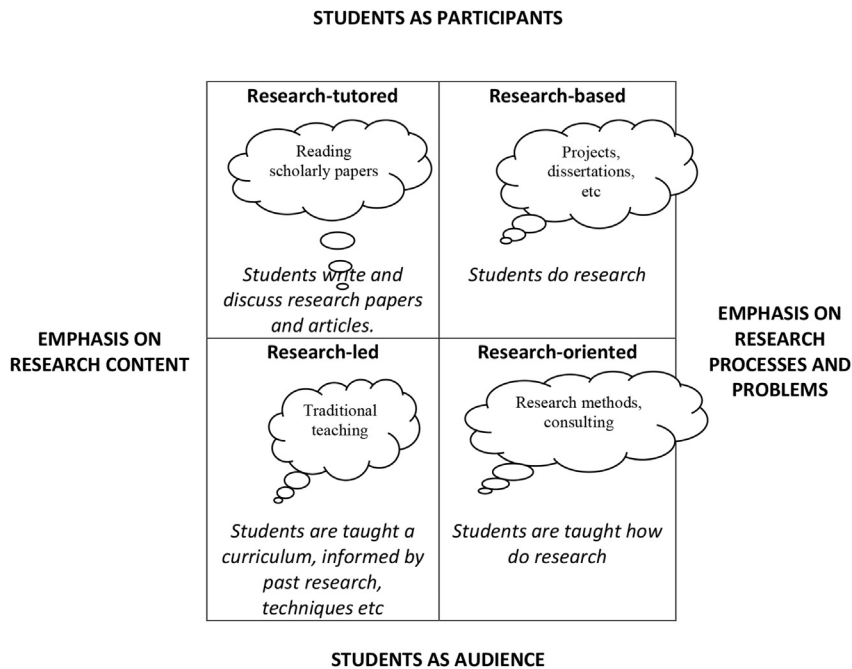 STUDENTS AS PARTICIPANTS
Research-tutored
Reading
scholarly papers
Students write and
discuss research papers
and articles.
Research-based
Projects,
dissertations,
etc
Students do research
EMPHASIS ON
RESEARCH CONTENT
EMPHASIS ON
RESEARCH
PROCESSES AND
PROBLEMS
Research-led
Traditional
teaching
Students are taught a
curriculum, informed by
past research,
techniques etc
Research-oriented
Research methods,
consulting
Students are taught how
do research
STUDENTS AS AUDIENCE